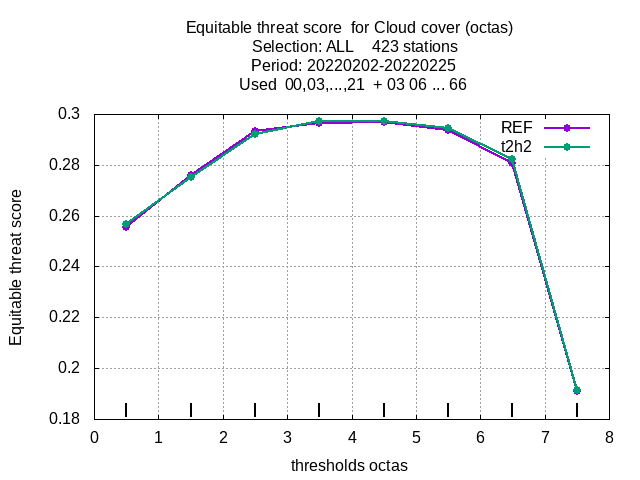 Equitable threat score  for Cloud cover (octas)
Selection: ALL    423 stations
Period: 20220202-20220225
Used  00,03,...,21  + 03 06 ... 66
REF
t2h2
0.3
0.28
0.26
0.24
0.22
0.2
0.18
Equitable threat score
0 1 2 3 4 5 6 7 8
thresholds octas